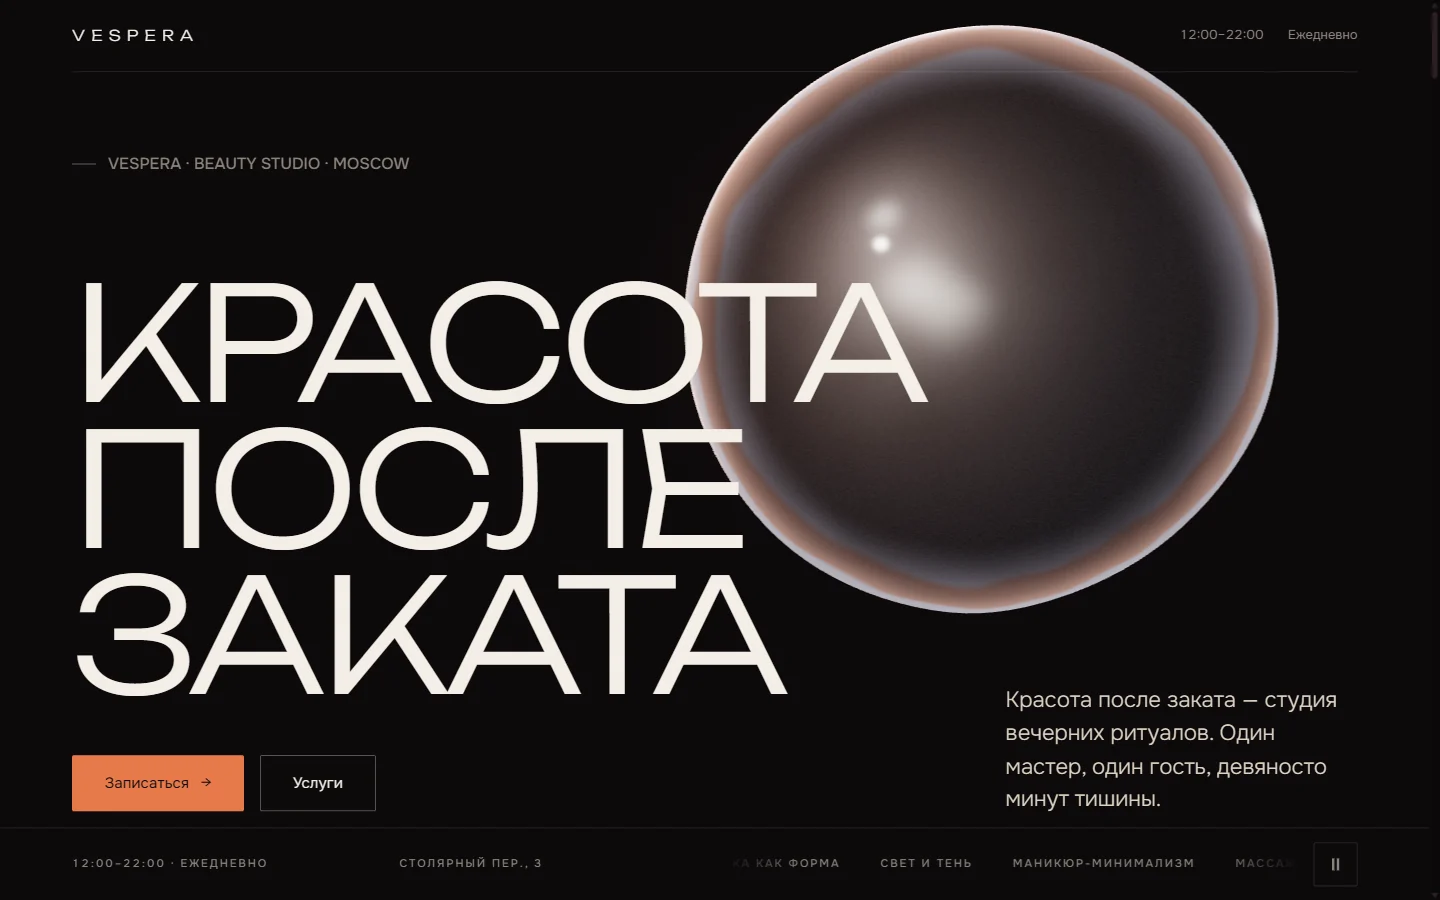 VESPERA
12:00–22:00 Ежедневно
VESPERA · BEAUTY STUDIO · MOSCOW
КРАСОТА
ПОСЛЕ
ЗАКАТА
Красота после заката — студия
вечерних ритуалов. Один
мастер, один гость, девяносто
минут тишины.
Записаться → Услуги
12:00–22:00 · ЕЖЕДНЕВНО СТОЛЯРНЫЙ ПЕР., 3 КАК ФОРМА СВЕТ И ТЕНЬ МАНИКЮР-МИНИМАЛИЗМ